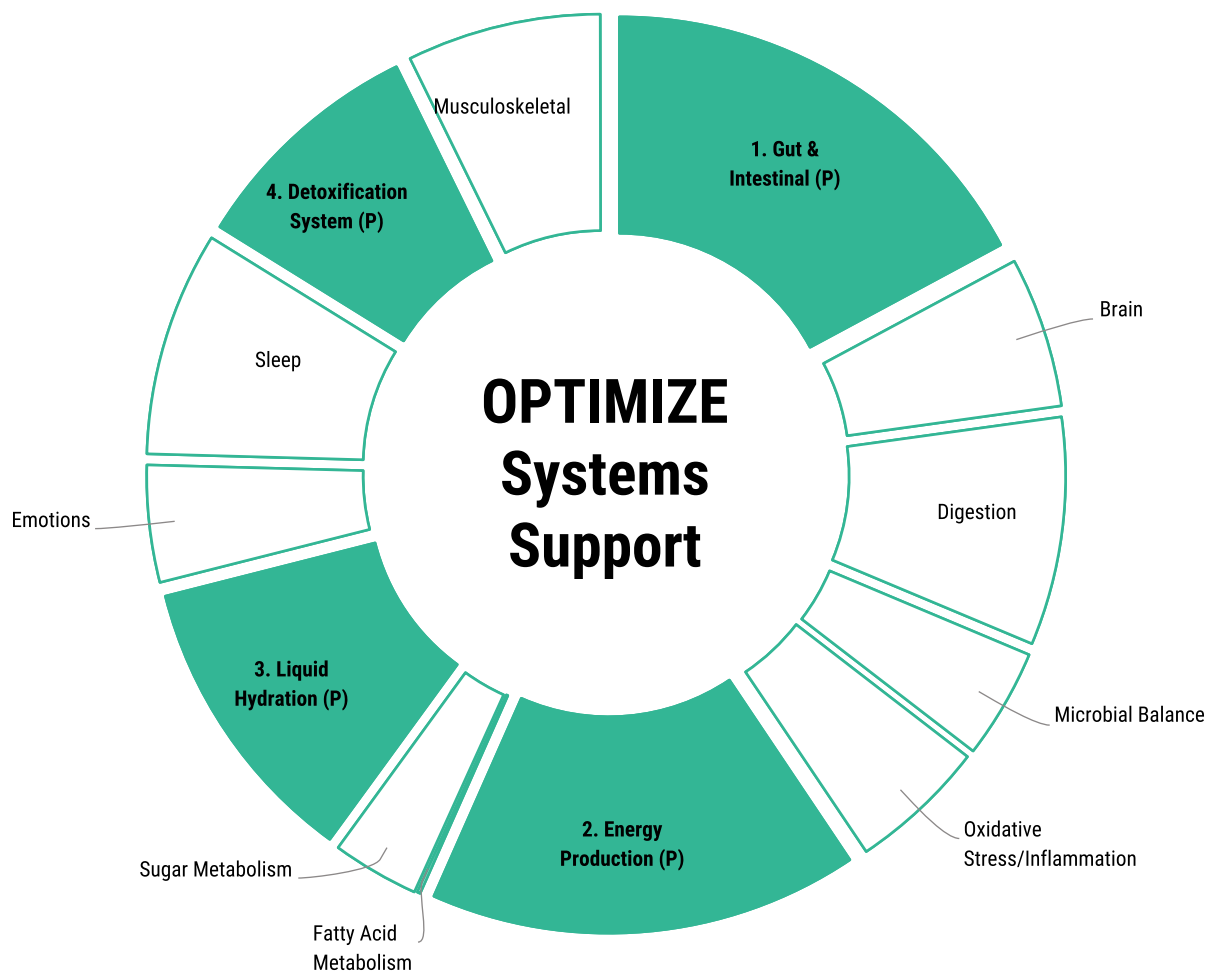 OPTIMIZE
Systems
Support
1. Gut &
Intestinal (P)
Brain
Digestion
Microbial Balance
Oxidative
Stress/Inflammation
2. Energy
Production (P)
Fatty Acid
Metabolism
Sugar Metabolism
3. Liquid
Hydration (P)
Emotions
Sleep
4. Detoxification
System (P)
Musculoskeletal